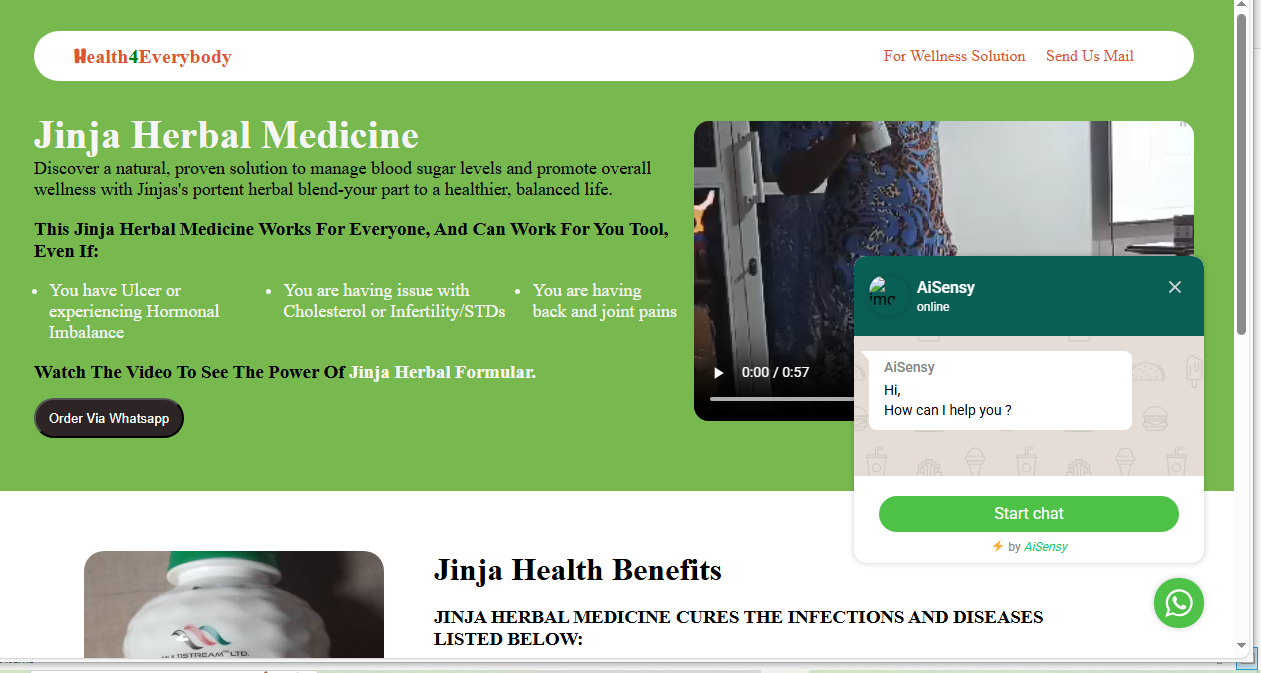 Health4Everybody
For Wellness Solution
Send Us Mail
Jinja Herbal Medicine
Discover a natural, proven solution to manage blood sugar levels and promote overall
wellness with Jinjas's portent herbal blend-your part to a healthier, balanced life.
This Jinja Herbal Medicine Works For Everyone, And Can Work For You Tool,
Even If:
You have Ulcer or
experiencing Hormonal
Imbalance
You are having issue with
Cholesterol or Infertility/STDs
You are having
back and joint pains
Watch The Video To See The Power Of Jinja Herbal Formular.
Order Via Whatsapp
0:00 / 0:57
AiSensy
online
AiSensy
Hi,
How can I help you ?
Start chat
⚡ by AiSensy
Jinja Health Benefits
JINJA HERBAL MEDICINE CURES THE INFECTIONS AND DISEASES
LISTED BELOW:
MULTISTREAM LTD.